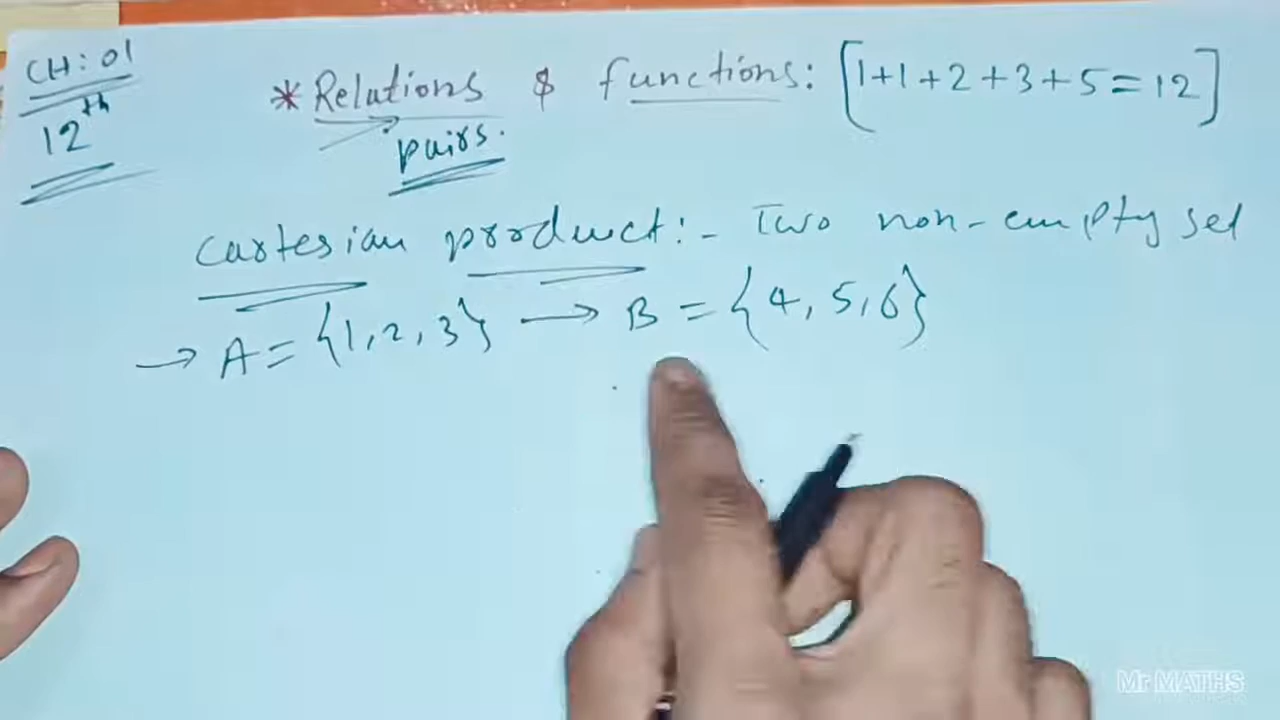 CH: 01
12th
* Relations & functions: [1+1+2+3+5=12]
pairs.
Cartesian product:- Two non-empty set
→ A = {1, 2, 3} → B = {4, 5, 6}
Mr MATHS